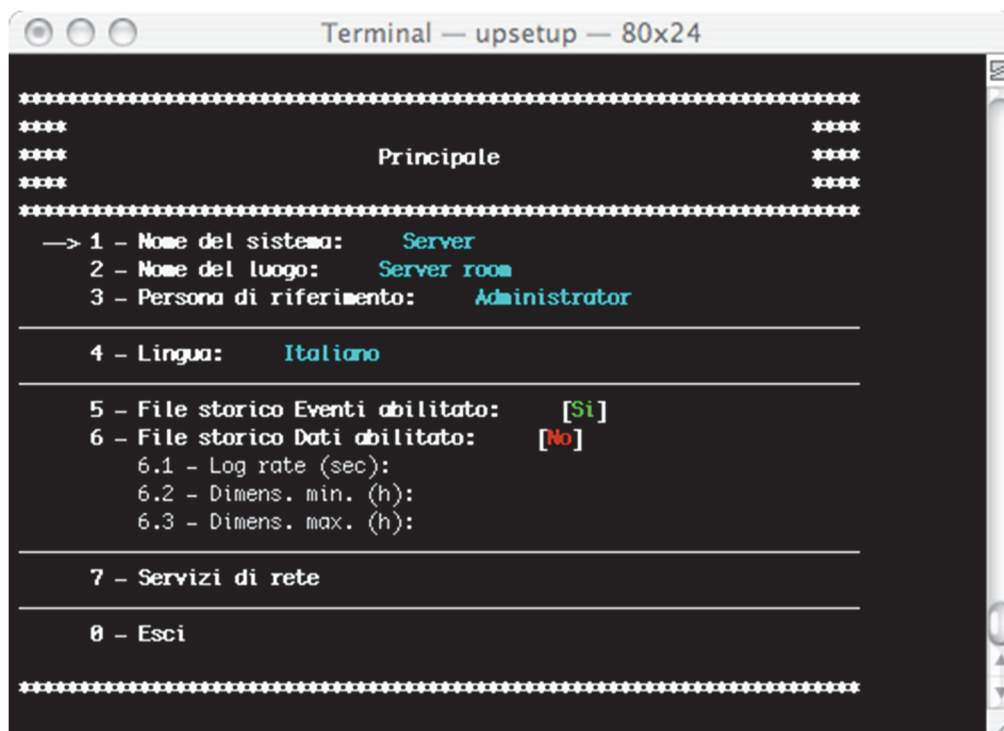 Terminal — upsetup — 80x24
**********************************************************************
**** ****
**** Principale ****
**** ****
**********************************************************************
—> 1 - Nome del sistema: Server
2 - Nome del luogo: Server room
3 - Persona di riferimento: Administrator
4 - Lingua: Italiano
5 - File storico Eventi abilitato: [Si]
6 - File storico Dati abilitato: [No]
6.1 - Log rate (sec):
6.2 - Dimens. min. (h):
6.3 - Dimens. max. (h):
7 - Servizi di rete
0 - Esci
**********************************************************************